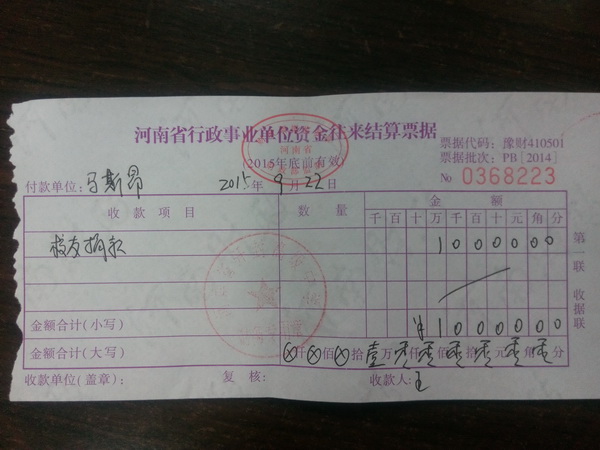 河南省行政事业单位资金往来结算票据
河南省
(2015年底前有效)
票据代码：豫财410501
票据批次：PB[2014]
No 0368223
付款单位：马斯昂 2015年9月22日
收款项目 数量 金额
千 百 十 万 千 百 十 元 角 分
校友捐款 1000000
金额合计(小写) ¥1000000
金额合计(大写) ⊗仟⊗佰⊗拾壹万零仟零佰零拾零元零角零分
收款单位(盖章)： 复核： 收款人：王
第一联 收据联